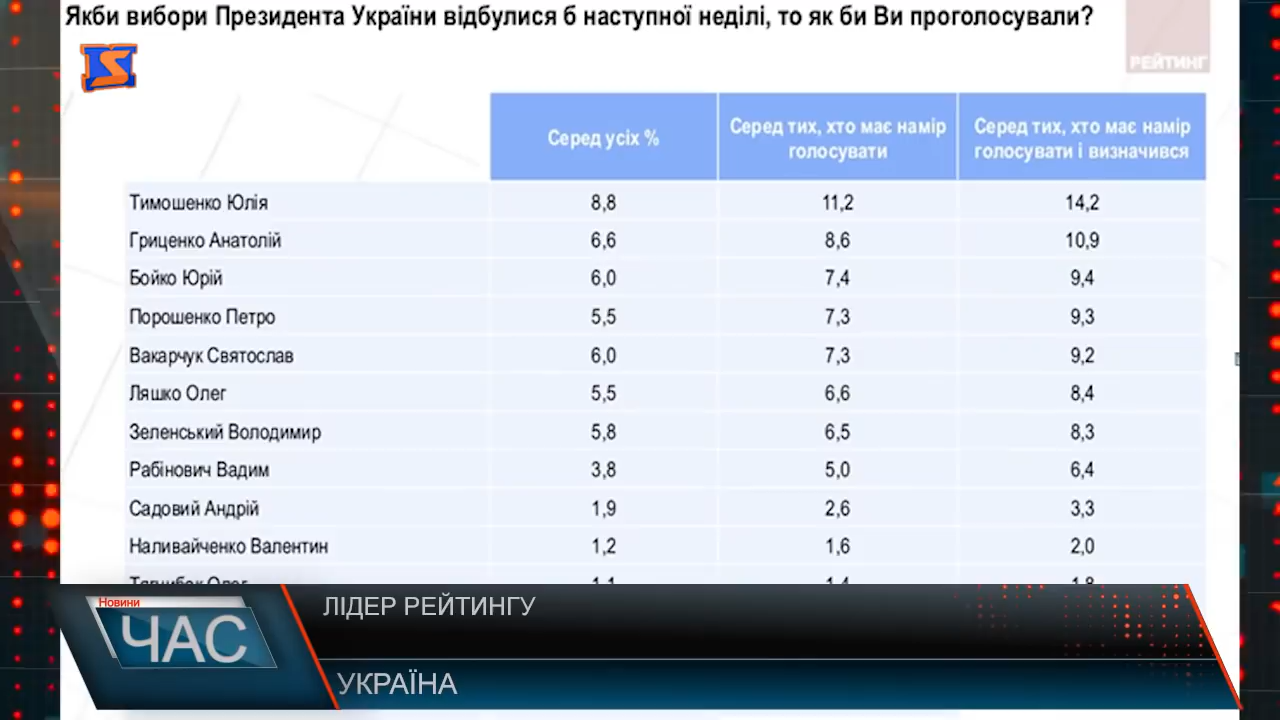 Якби вибори Президента України відбулися б наступної неділі, то як би Ви проголосували?
РЕЙТИНГ
Серед усіх % Серед тих, хто має намір голосувати Серед тих, хто має намір голосувати і визначився
Тимошенко Юлія 8,8 11,2 14,2
Гриценко Анатолій 6,6 8,6 10,9
Бойко Юрій 6,0 7,4 9,4
Порошенко Петро 5,5 7,3 9,3
Вакарчук Святослав 6,0 7,3 9,2
Ляшко Олег 5,5 6,6 8,4
Зеленський Володимир 5,8 6,5 8,3
Рабінович Вадим 3,8 5,0 6,4
Садовий Андрій 1,9 2,6 3,3
Наливайченко Валентин 1,2 1,6 2,0
Новини
ЧАС
ЛІДЕР РЕЙТИНГУ
УКРАЇНА